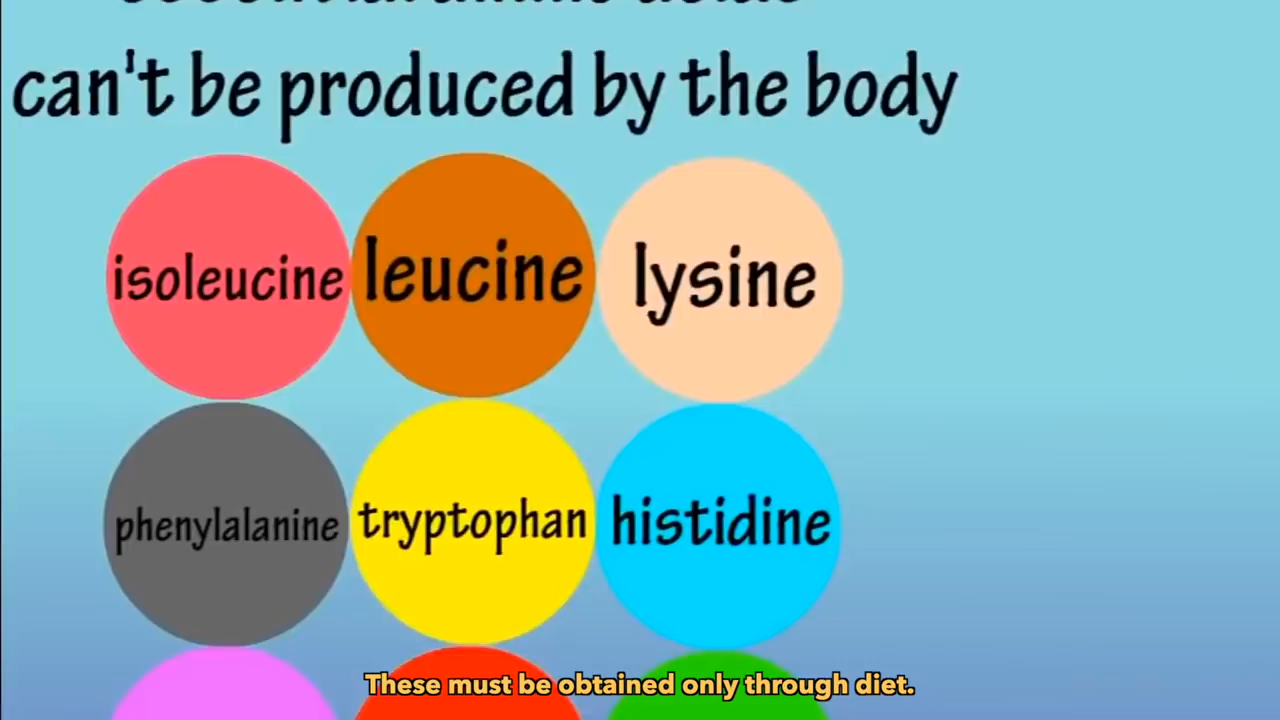 can't be produced by the body
isoleucine leucine lysine
phenylalanine tryptophan histidine
These must be obtained only through diet.